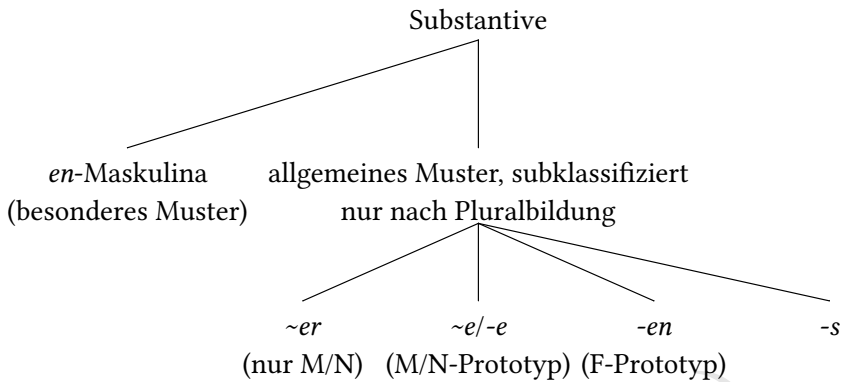 Substantive
en-Maskulina allgemeines Muster, subklassifiziert
(besonderes Muster) nur nach Pluralbildung
~er ~e/-e -en -s
(nur M/N) (M/N-Prototyp) (F-Prototyp)